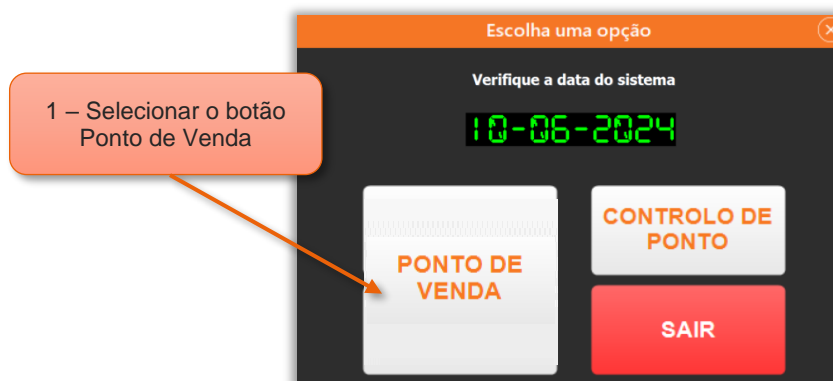 Escolha uma opção
Verifique a data do sistema
10-06-2024
1 – Selecionar o botão
Ponto de Venda
PONTO DE
VENDA
CONTROLO DE
PONTO
SAIR